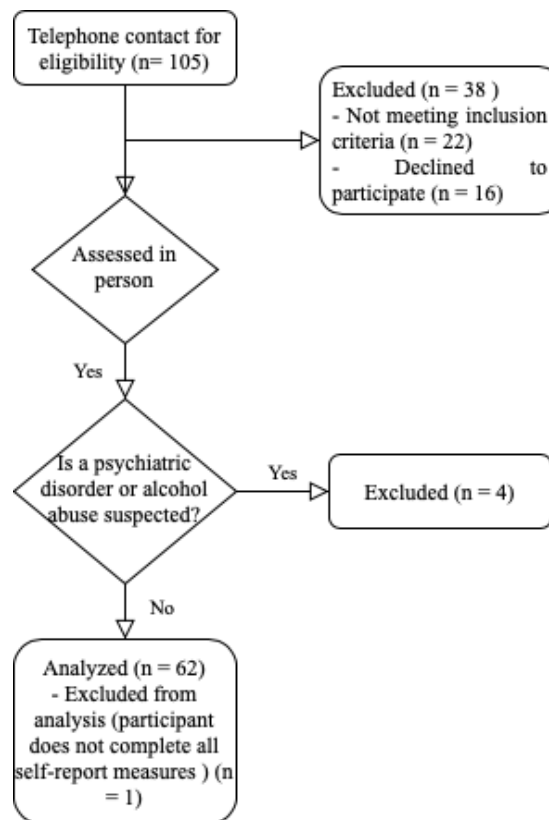 Telephone contact for
eligibility (n= 105)
Excluded (n = 38 )
- Not meeting inclusion
criteria (n = 22)
- Declined to
participate (n = 16)
Assessed in
person
Yes
Is a psychiatric
disorder or alcohol
abuse suspected?
Yes
Excluded (n = 4)
No
Analyzed (n = 62)
- Excluded from
analysis (participant
does not complete all
self-report measures ) (n
= 1)